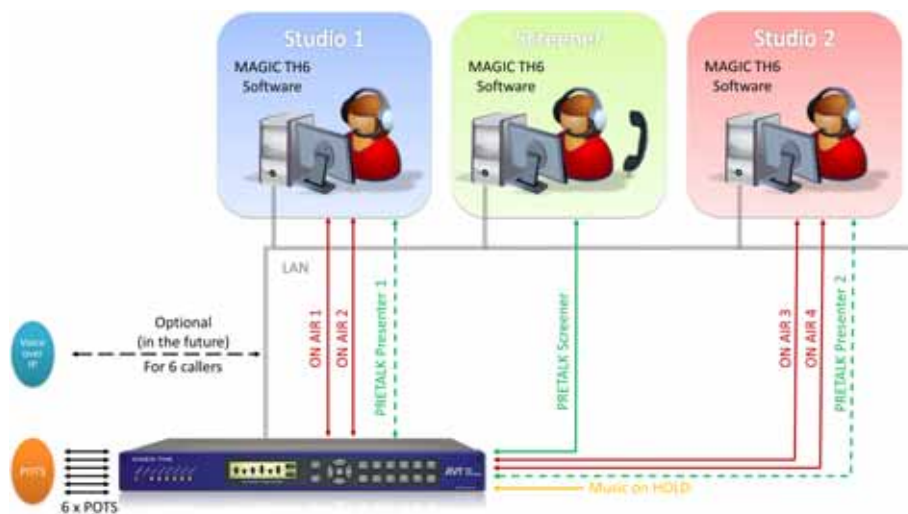 Studio 1
MAGIC TH6
Software
Screener
MAGIC TH6
Software
Studio 2
MAGIC TH6
Software
LAN
Voice
over
IP
Optional
(in the future)
For 6 callers
ON AIR 1
ON AIR 2
PRETALK Presenter 1
PRETALK Screener
ON AIR 3
ON AIR 4
PRETALK Presenter 2
POTS
6 x POTS
MAGIC TH6
AVT
Music on HOLD